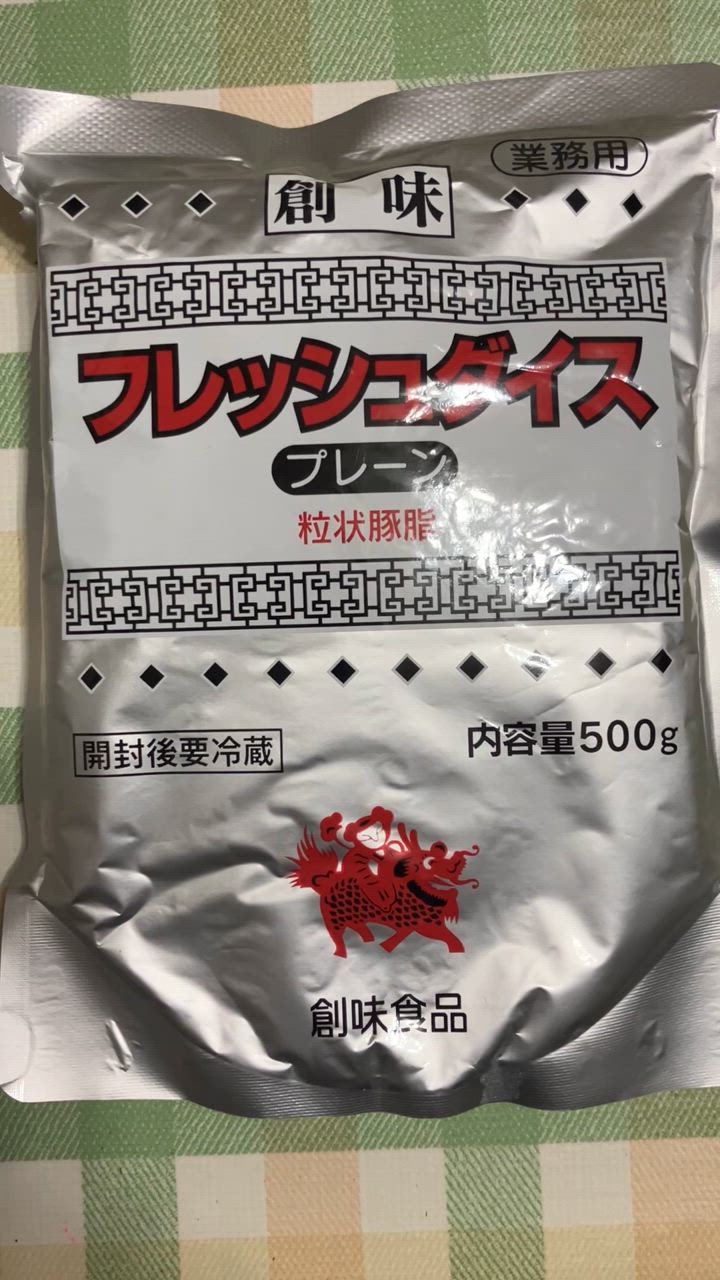 業務用
創味
フレッシュダイス
プレーン
粒状豚脂
開封後要冷蔵
内容量500g
創味食品